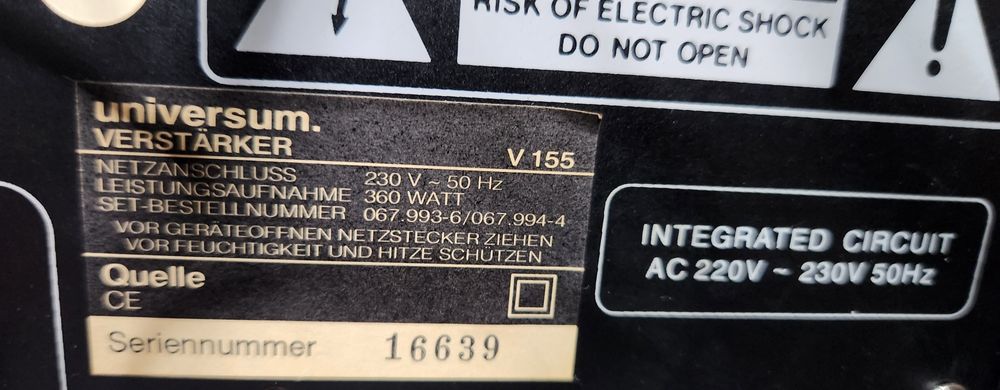 RISK OF ELECTRIC SHOCK
DO NOT OPEN
universum.
VERSTÄRKER
V 155
NETZANSCHLUSS 230 V ~ 50 Hz
LEISTUNGSAUFNAHME 360 WATT
SET-BESTELLNUMMER 067.993-6/067.994-4
VOR GERÄTEÖFFNEN NETZSTECKER ZIEHEN
VOR FEUCHTIGKEIT UND HITZE SCHÜTZEN
Quelle
CE
Seriennummer 16639
INTEGRATED CIRCUIT
AC 220V ~ 230V 50Hz